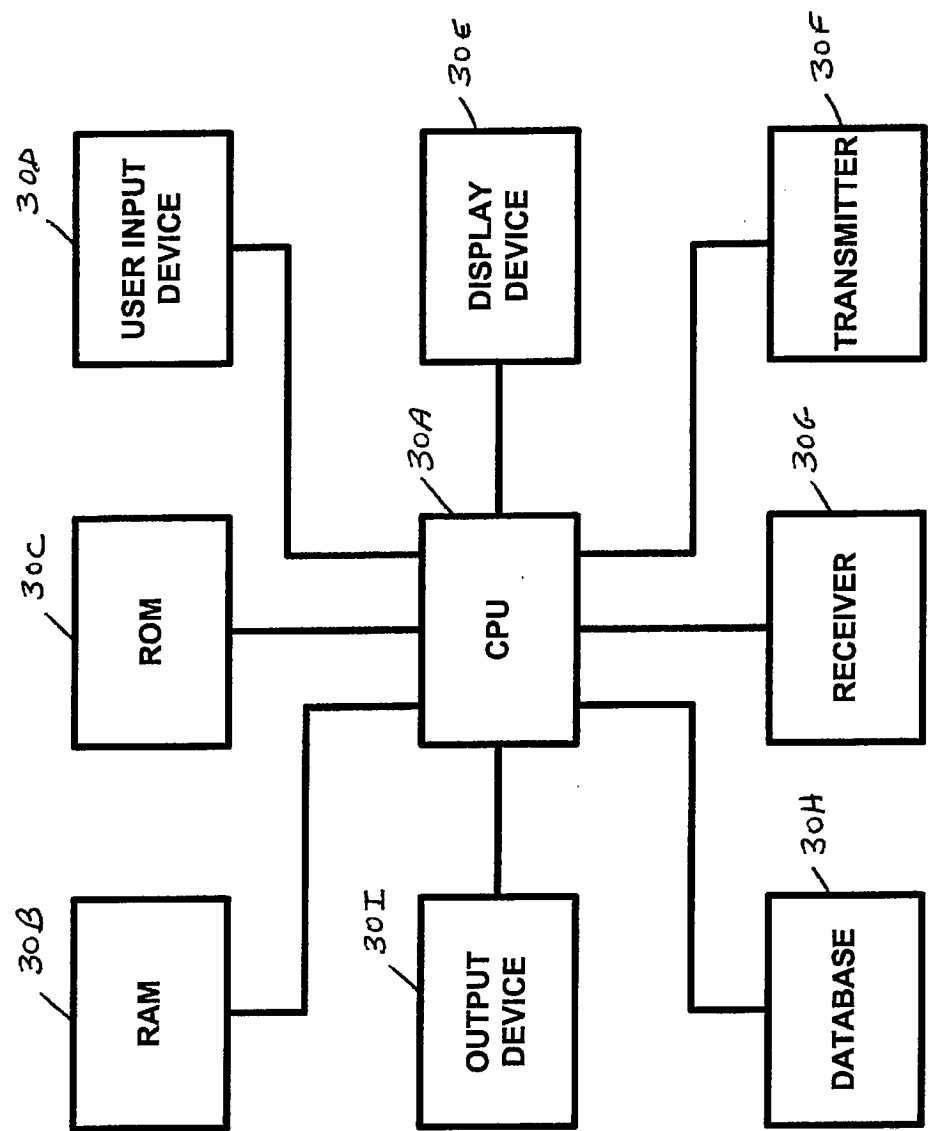 30B
RAM
30C
ROM
30D
USER INPUT
DEVICE
30I
OUTPUT
DEVICE
30A
CPU
30E
DISPLAY
DEVICE
30H
DATABASE
30G
RECEIVER
30F
TRANSMITTER